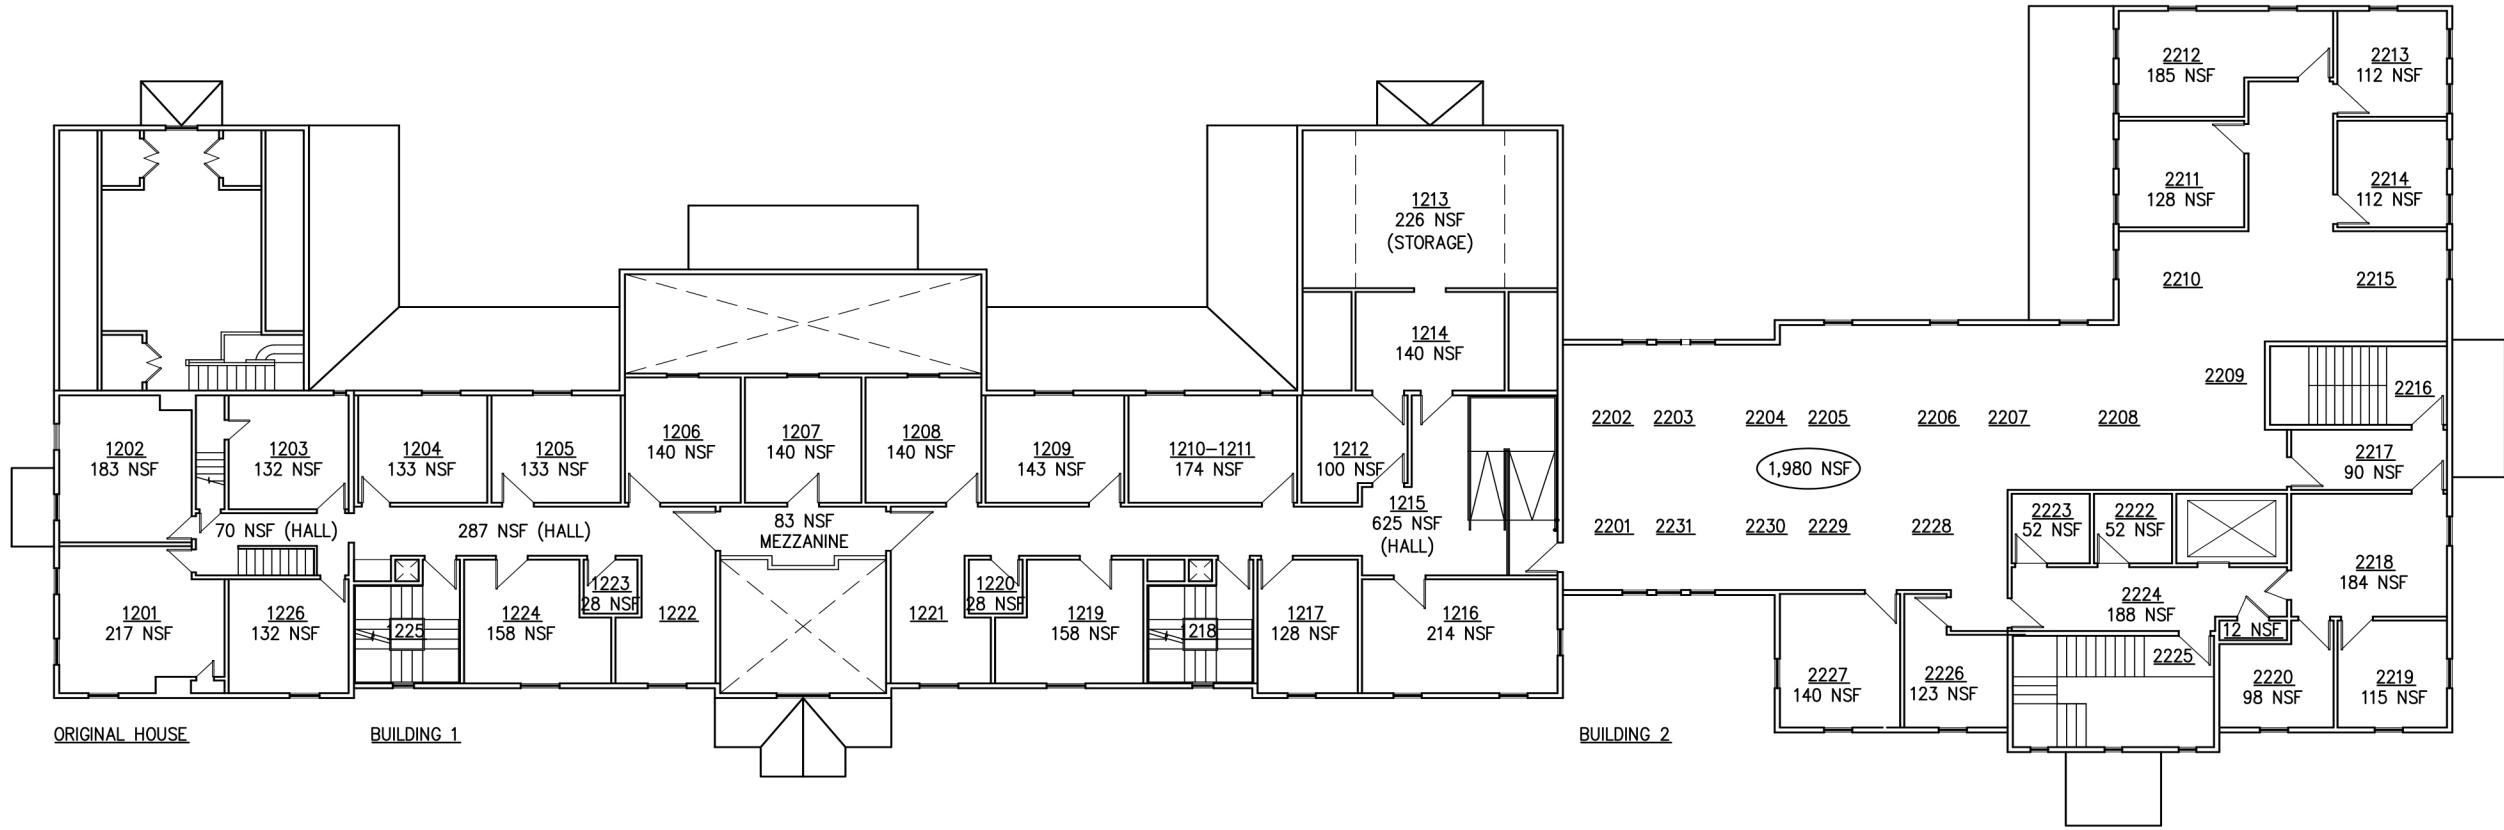 2212
185 NSF
2213
112 NSF
2211
128 NSF
2214
112 NSF
1213
226 NSF
(STORAGE)
2210
2215
1214
140 NSF
2209
2216
2202
2203
2204
2205
2206
2207
2208
1202
183 NSF
1203
132 NSF
1204
133 NSF
1205
133 NSF
1206
140 NSF
1207
140 NSF
1208
140 NSF
1209
143 NSF
1210-1211
174 NSF
1212
100 NSF
1,980 NSF
2217
90 NSF
70 NSF (HALL)
287 NSF (HALL)
83 NSF
MEZZANINE
1215
625 NSF
(HALL)
2201
2231
2230
2229
2228
2223
52 NSF
2222
52 NSF
2218
184 NSF
1201
217 NSF
1226
132 NSF
225
1224
158 NSF
1223
28 NSF
1222
1221
1220
28 NSF
1219
158 NSF
218
1217
128 NSF
1216
214 NSF
2224
188 NSF
12 NSF
2225
2227
140 NSF
2226
123 NSF
2220
98 NSF
2219
115 NSF
ORIGINAL HOUSE
BUILDING 1
BUILDING 2